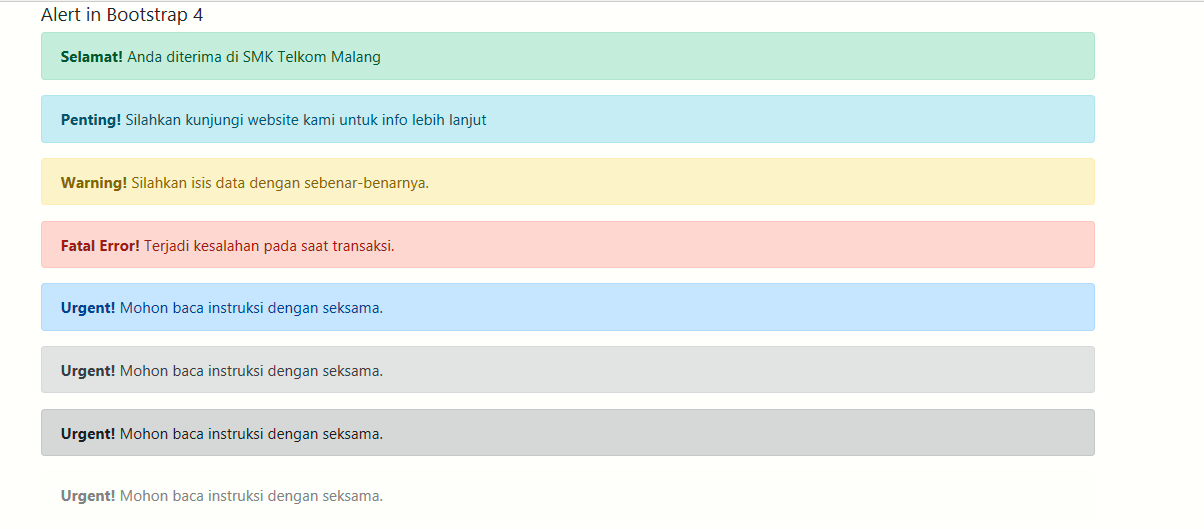 Alert in Bootstrap 4
Selamat! Anda diterima di SMK Telkom Malang
Penting! Silahkan kunjungi website kami untuk info lebih lanjut
Warning! Silahkan isis data dengan sebenar-benarnya.
Fatal Error! Terjadi kesalahan pada saat transaksi.
Urgent! Mohon baca instruksi dengan seksama.
Urgent! Mohon baca instruksi dengan seksama.
Urgent! Mohon baca instruksi dengan seksama.
Urgent! Mohon baca instruksi dengan seksama.